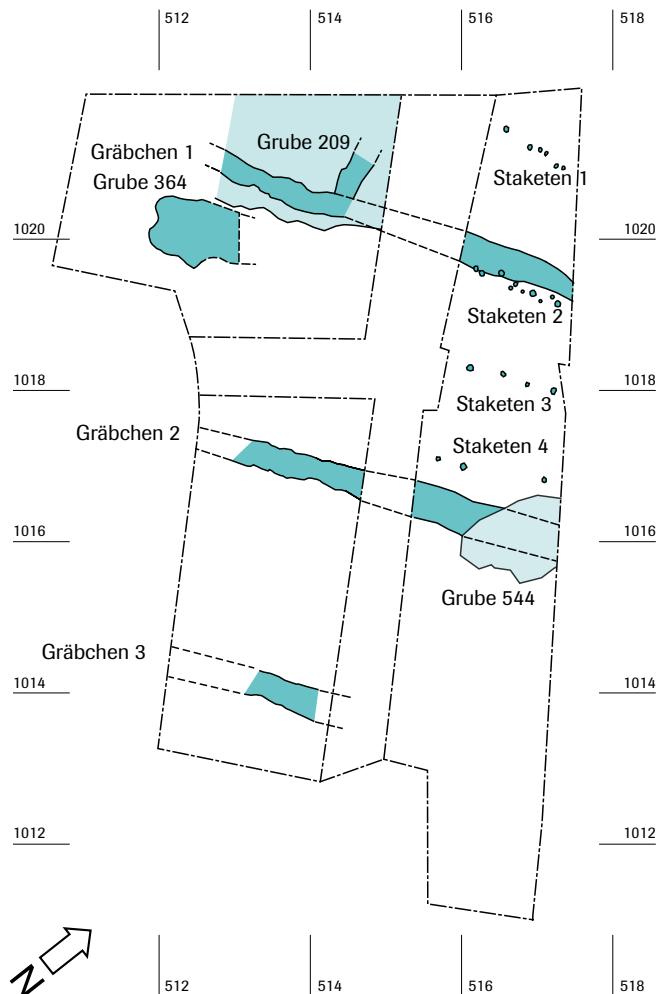 512
514
516
518
Grube 209
Gräbchen 1
Grube 364
Staketen 1
1020
1020
Staketen 2
1018
1018
Staketen 3
Gräbchen 2
Staketen 4
1016
1016
Grube 544
Gräbchen 3
1014
1014
1012
1012
N
512
514
516
518